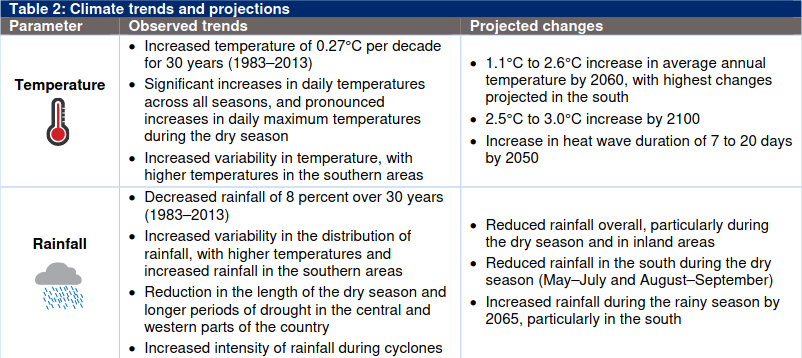 Table 2: Climate trends and projections
Parameter Observed trends Projected changes
Temperature
• Increased temperature of 0.27°C per decade
for 30 years (1983–2013)
• Significant increases in daily temperatures
across all seasons, and pronounced
increases in daily maximum temperatures
during the dry season
• Increased variability in temperature, with
higher temperatures in the southern areas
• 1.1°C to 2.6°C increase in average annual
temperature by 2060, with highest changes
projected in the south
• 2.5°C to 3.0°C increase by 2100
• Increase in heat wave duration of 7 to 20 days
by 2050
Rainfall
• Decreased rainfall of 8 percent over 30 years
(1983–2013)
• Increased variability in the distribution of
rainfall, with higher temperatures and
increased rainfall in the southern areas
• Reduction in the length of the dry season and
longer periods of drought in the central and
western parts of the country
• Increased intensity of rainfall during cyclones
• Reduced rainfall overall, particularly during
the dry season and in inland areas
• Reduced rainfall in the south during the dry
season (May–July and August–September)
• Increased rainfall during the rainy season by
2065, particularly in the south